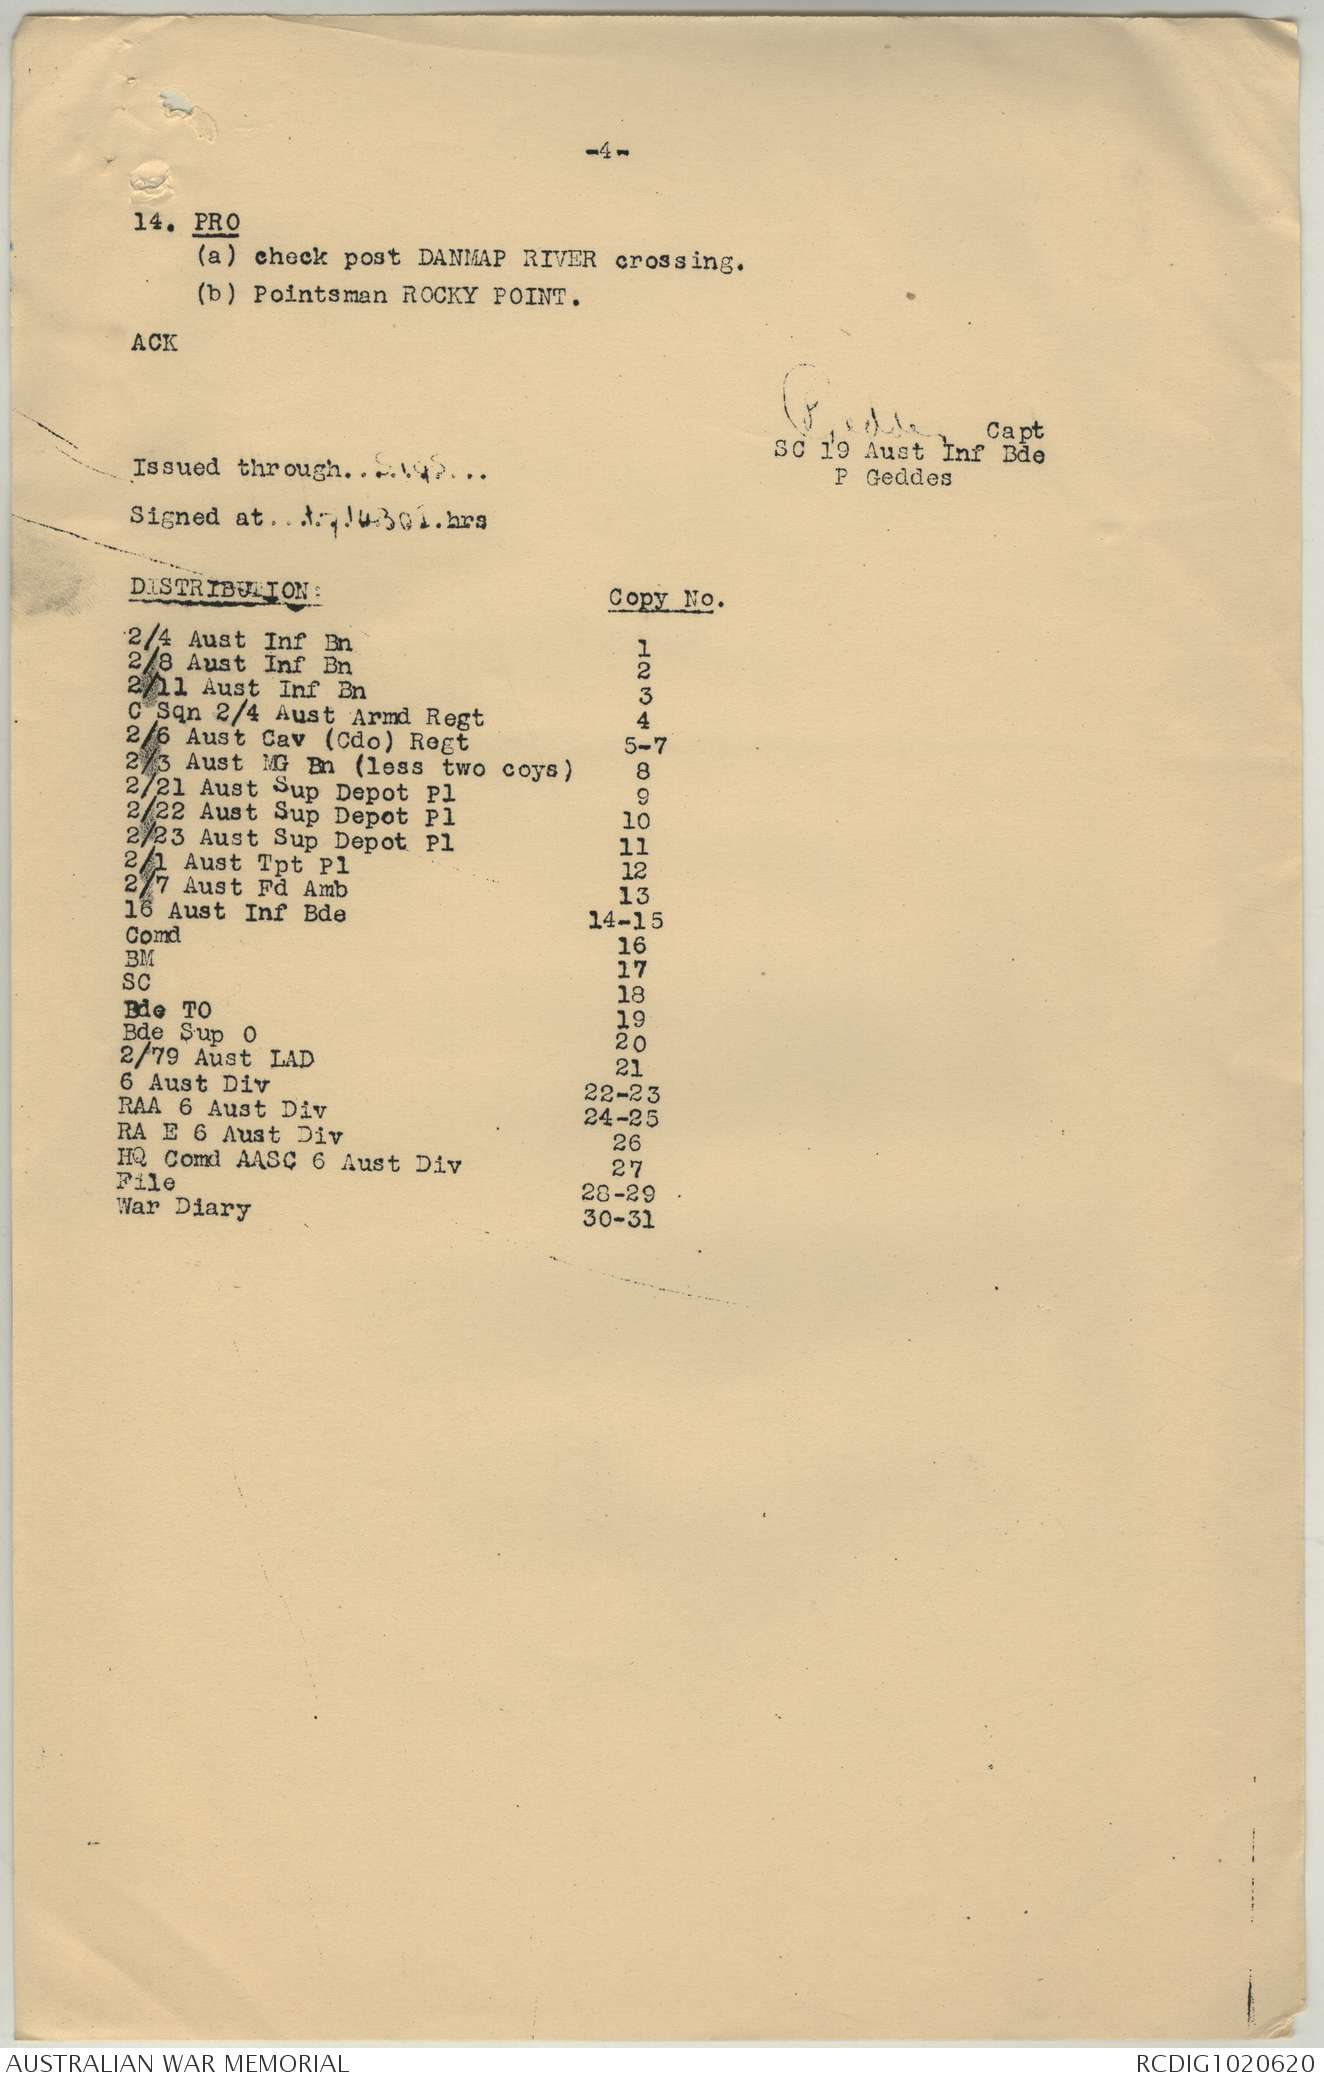 -4-
14. PRO
(a) check post DANMAP RIVER crossing.
(b) Pointsman ROCKY POINT.
ACK
P Geddes Capt
SC 19 Aust Inf Bde
P Geddes
Issued through..Sigs...
Signed at.........hrs
DISTRIBUTION: Copy No.
2/4 Aust Inf Bn 1
2/8 Aust Inf Bn 2
2/11 Aust Inf Bn 3
C Sqn 2/4 Aust Armd Regt 4
2/6 Aust Cav (Cdo) Regt 5-7
2/3 Aust MG Bn (less two coys) 8
2/21 Aust Sup Depot Pl 9
2/22 Aust Sup Depot Pl 10
2/23 Aust Sup Depot Pl 11
2/1 Aust Tpt Pl 12
2/7 Aust Fd Amb 13
16 Aust Inf Bde 14-15
Comd 16
BM 17
SC 18
Bde TO 19
Bde Sup O 20
2/79 Aust LAD 21
6 Aust Div 22-23
RAA 6 Aust Div 24-25
RA E 6 Aust Div 26
HQ Comd AASC 6 Aust Div 27
File 28-29
War Diary 30-31
AUSTRALIAN WAR MEMORIAL RCDIG1020620